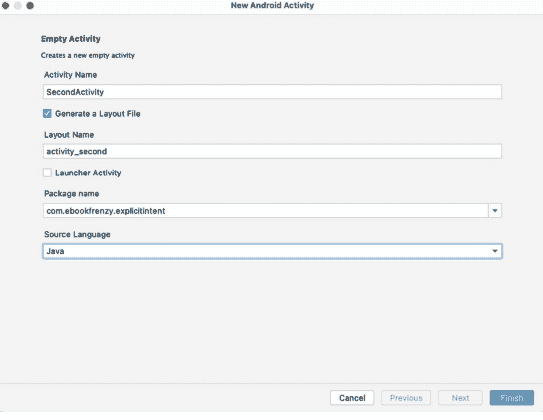 New Android Activity
Empty Activity
Creates a new empty activity
Activity Name
SecondActivity
Generate a Layout File
Layout Name
activity_second
Launcher Activity
Package name
com.ebookfrenzy.explicitintent
Source Language
Java
Cancel Previous Next Finish